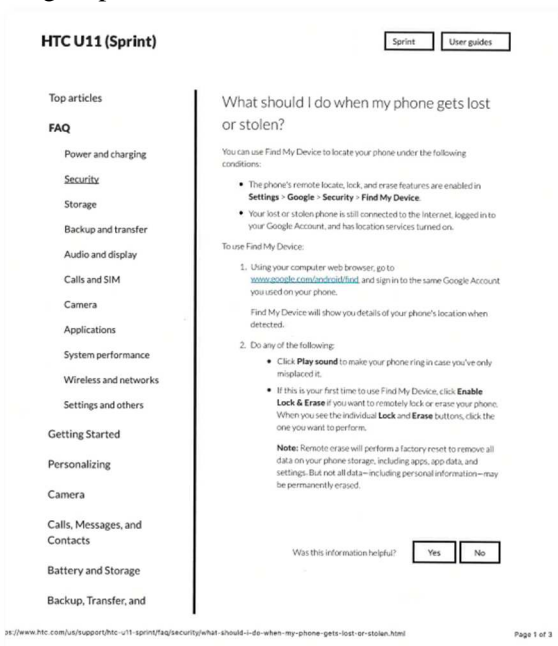 HTC U11 (Sprint)
Sprint
User guides
Top articles
FAQ
Power and charging
Security
Storage
Backup and transfer
Audio and display
Calls and SIM
Camera
Applications
System performance
Wireless and networks
Settings and others
Getting Started
Personalizing
Camera
Calls, Messages, and
Contacts
Battery and Storage
Backup, Transfer, and
What should I do when my phone gets lost
or stolen?
You can use Find My Device to locate your phone under the following
conditions:
• The phone's remote locate, lock, and erase features are enabled in
Settings > Google > Security > Find My Device.
• Your lost or stolen phone is still connected to the Internet, logged in to
your Google Account, and has location services turned on.
To use Find My Device:
1. Using your computer web browser, go to
www.google.com/android/find, and sign in to the same Google Account
you used on your phone.
Find My Device will show you details of your phone's location when
detected.
2. Do any of the following:
• Click Play sound to make your phone ring in case you've only
misplaced it.
• If this is your first time to use Find My Device, click Enable
Lock & Erase if you want to remotely lock or erase your phone.
When you see the individual Lock and Erase buttons, click the
one you want to perform.
Note: Remote erase will perform a factory reset to remove all
data on your phone storage, including apps, app data, and
settings. But not all data—including personal information—may
be permanently erased.
Was this information helpful?
Yes
No
ps://www.htc.com/us/support/htc-u11-sprint/faq/security/what-should-i-do-when-my-phone-gets-lost-or-stolen.html
Page 1 of 3